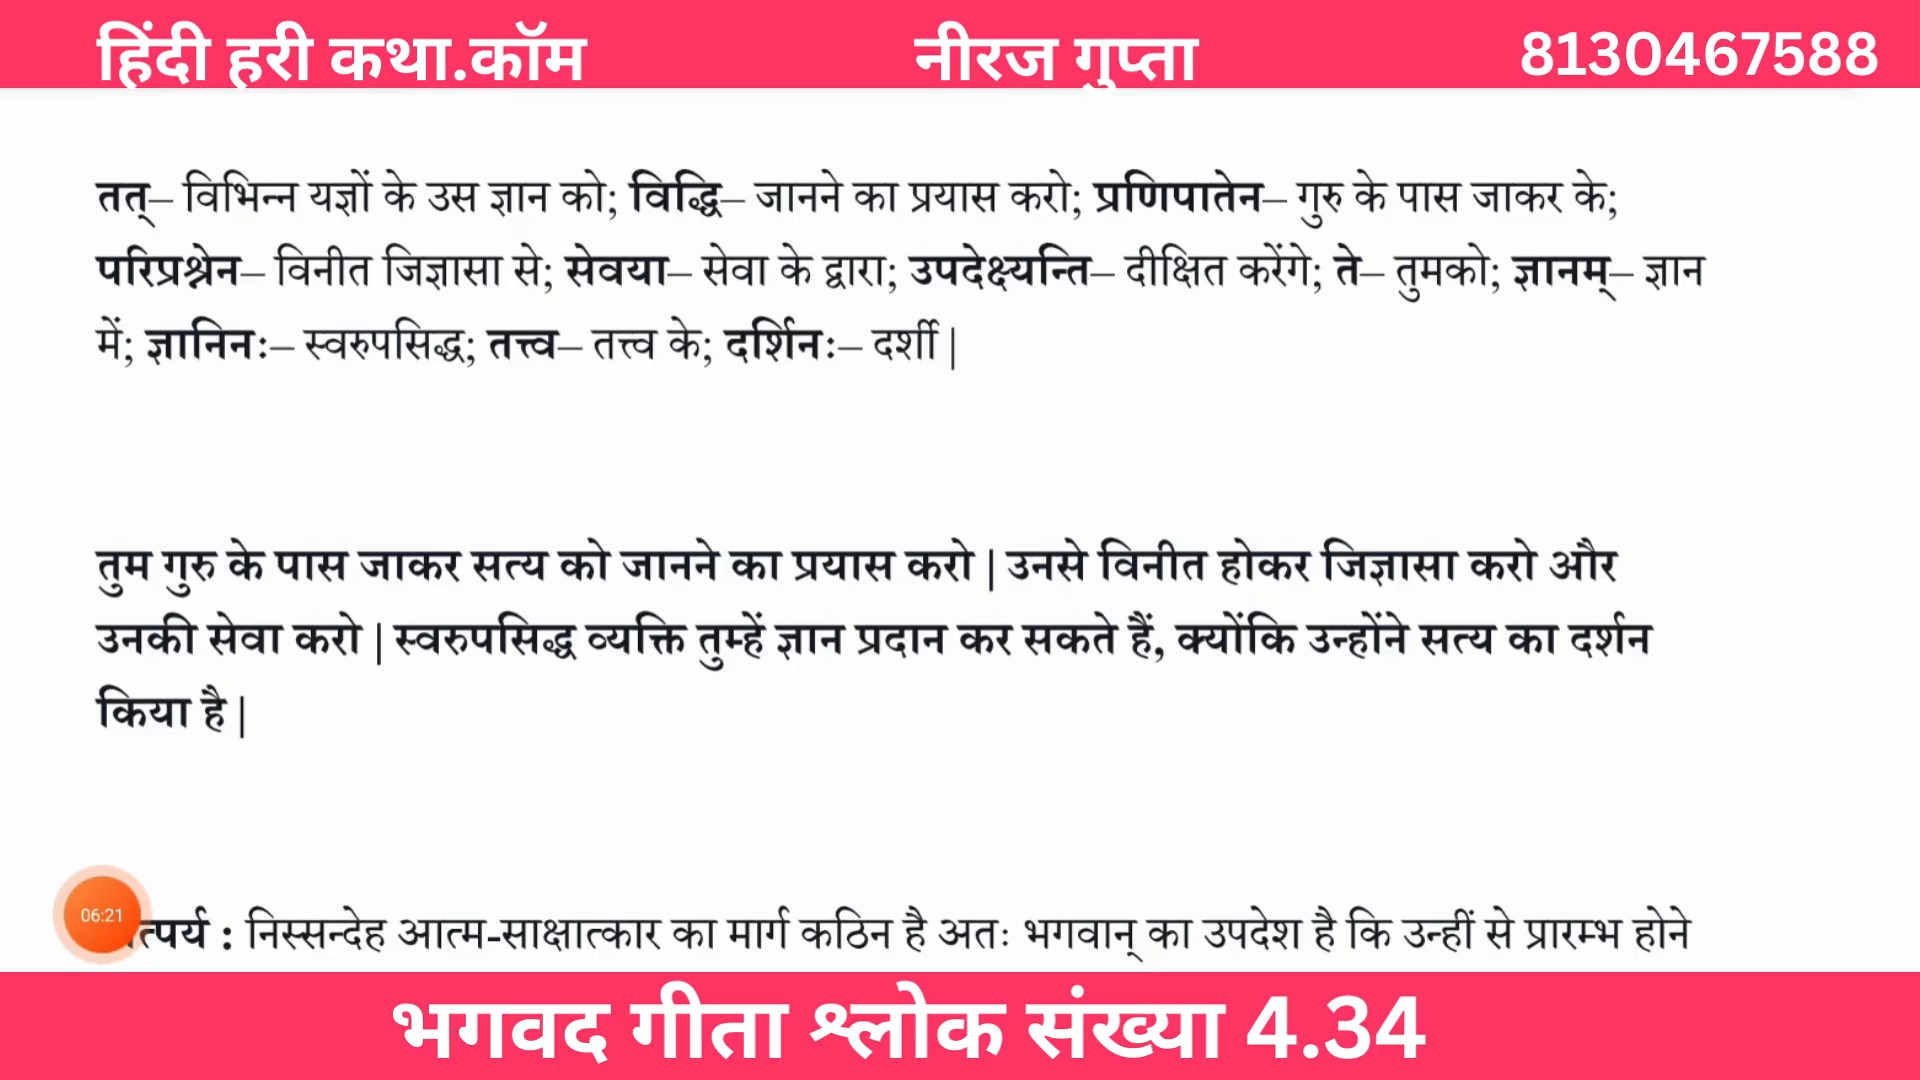 हिंदी हरी कथा.कॉम नीरज गुप्ता 8130467588
तत्– विभिन्न यज्ञों के उस ज्ञान को; विद्धि– जानने का प्रयास करो; प्रणिपातेन– गुरु के पास जाकर के;
परिप्रश्नेन– विनीत जिज्ञासा से; सेवया– सेवा के द्वारा; उपदेक्ष्यन्ति– दीक्षित करेंगे; ते– तुमको; ज्ञानम्– ज्ञान
में; ज्ञानिनः– स्वरुपसिद्ध; तत्त्व– तत्त्व के; दर्शिनः– दर्शी |
तुम गुरु के पास जाकर सत्य को जानने का प्रयास करो | उनसे विनीत होकर जिज्ञासा करो और
उनकी सेवा करो | स्वरुपसिद्ध व्यक्ति तुम्हें ज्ञान प्रदान कर सकते हैं, क्योंकि उन्होंने सत्य का दर्शन
किया है |
06:21
त्पर्य : निस्सन्देह आत्म-साक्षात्कार का मार्ग कठिन है अतः भगवान् का उपदेश है कि उन्हीं से प्रारम्भ होने
भगवद गीता श्लोक संख्या 4.34